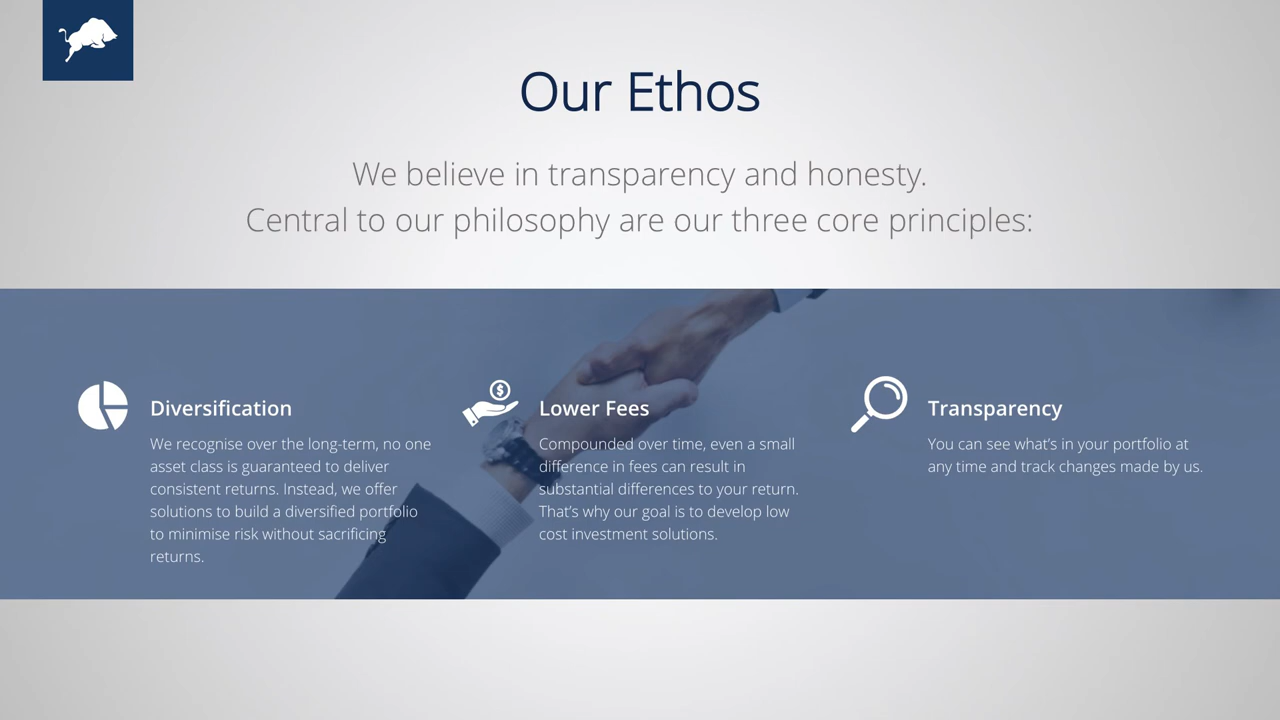 Our Ethos
We believe in transparency and honesty.
Central to our philosophy are our three core principles:
Diversification
We recognise over the long-term, no one
asset class is guaranteed to deliver
consistent returns. Instead, we offer
solutions to build a diversified portfolio
to minimise risk without sacrificing
returns.
$
Lower Fees
Compounded over time, even a small
difference in fees can result in
substantial differences to your return.
That’s why our goal is to develop low
cost investment solutions.
Transparency
You can see what’s in your portfolio at
any time and track changes made by us.